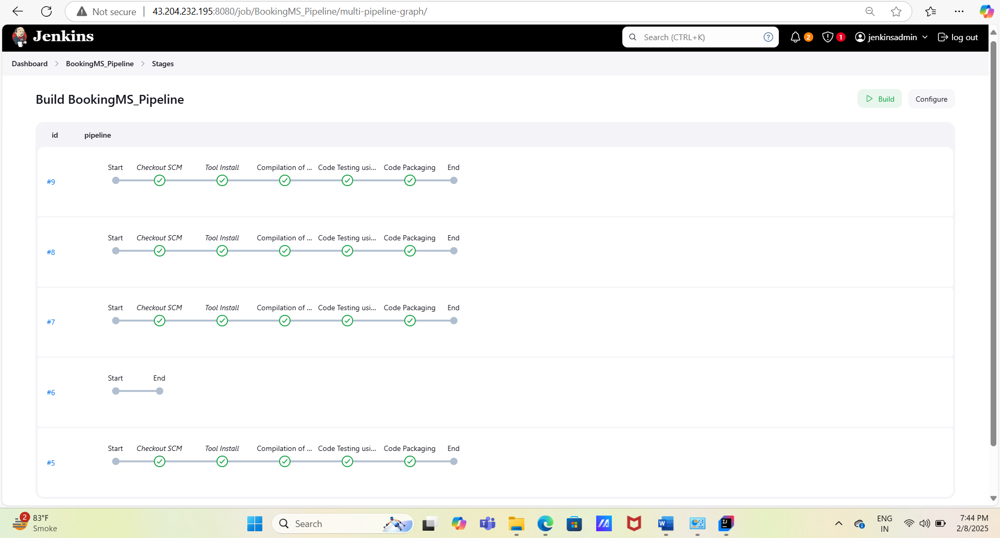 Not secure 43.204.232.195:8080/job/BookingMS_Pipeline/multi-pipeline-graph/
Jenkins Search (CTRL+K) ? 2 1 jenkinsadmin log out
Dashboard BookingMS_Pipeline Stages
Build BookingMS_Pipeline Build Configure
id pipeline
Start Checkout SCM Tool Install Compilation of ... Code Testing usi... Code Packaging End
#9
Start Checkout SCM Tool Install Compilation of ... Code Testing usi... Code Packaging End
#8
Start Checkout SCM Tool Install Compilation of ... Code Testing usi... Code Packaging End
#7
Start End
#6
Start Checkout SCM Tool Install Compilation of ... Code Testing usi... Code Packaging End
#5
2 83°F
Smoke
Search
ENG
IN
7:44 PM
2/8/2025